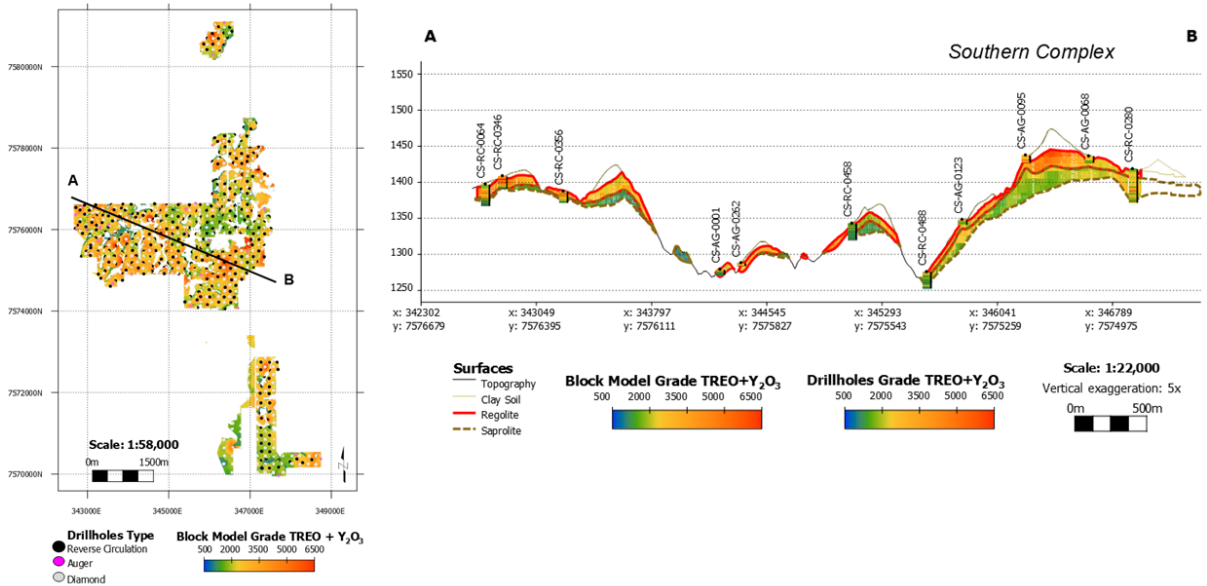 7580000N
7578000N
7576000N
7574000N
7572000N
7570000N
A
B
Scale: 1:58,000
0m 1500m
N
343000E 345000E 347000E 349000E
Drillholes Type
Reverse Circulation
Auger
Diamond
Block Model Grade TREO + Y₂O₃
500 2000 3500 5000 6500
A
B
Southern Complex
1550
1500
1450
1400
1350
1300
1250
CS-RC-0064
CS-RC-0346
CS-RC-0356
CS-AG-0001
CS-AG-0262
CS-RC-0458
CS-RC-0488
CS-AG-0123
CS-AG-0095
CS-AG-0068
CS-RC-0280
x: 342302 x: 343049 x: 343797 x: 344545 x: 345293 x: 346041 x: 346789
y: 7576679 y: 7576395 y: 7576111 y: 7575827 y: 7575543 y: 7575259 y: 7574975
Surfaces
Topography
Clay Soil
Regolite
Saprolite
Block Model Grade TREO+Y₂O₃
500 2000 3500 5000 6500
Drillholes Grade TREO+Y₂O₃
500 2000 3500 5000 6500
Scale: 1:22,000
Vertical exaggeration: 5x
0m 500m